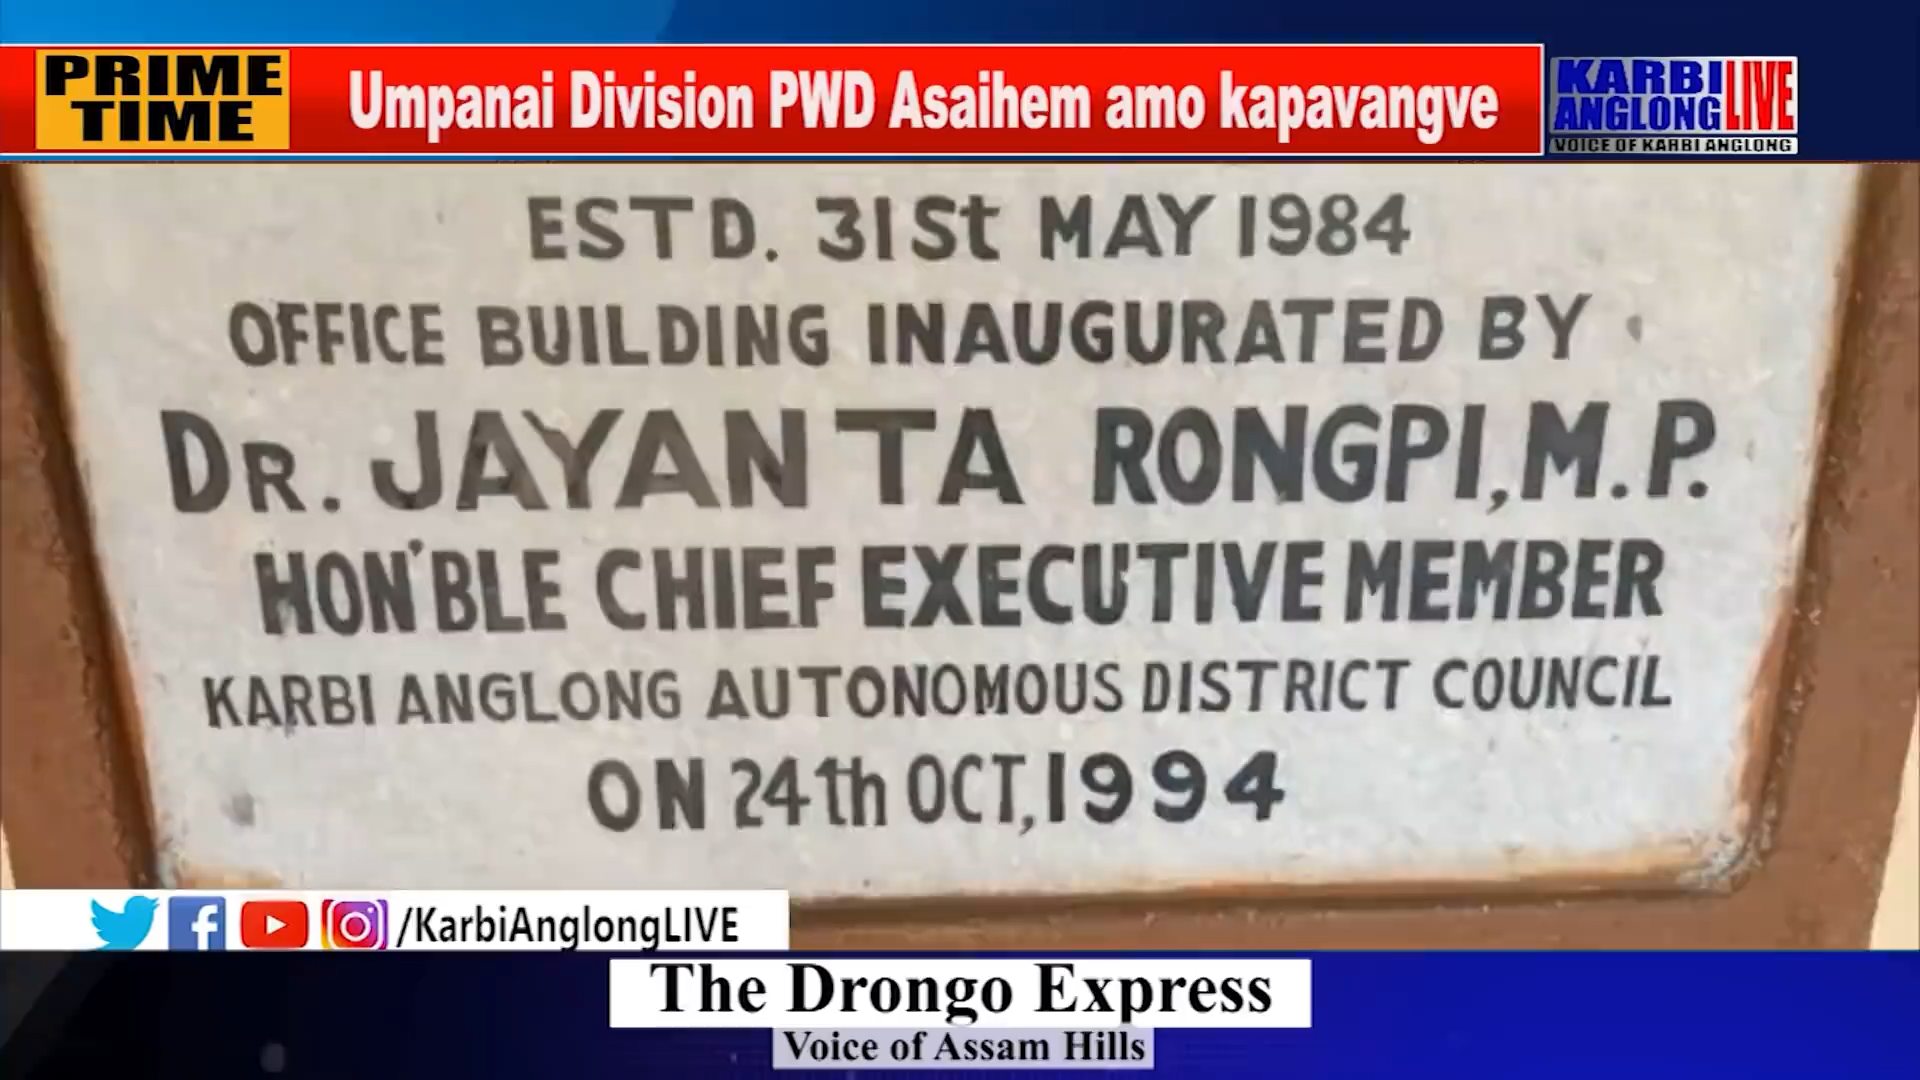 PRIME
TIME
Umpanai Division PWD Asaihem amo kapavangve
KARBI
ANGLONG
LIVE
VOICE OF KARBI ANGLONG
ESTD. 31St MAY 1984
OFFICE BUILDING INAUGURATED BY
DR. JAYANTA RONGPI, M.P.
HON'BLE CHIEF EXECUTIVE MEMBER
KARBI ANGLONG AUTONOMOUS DISTRICT COUNCIL
ON 24th OCT, 1994
/KarbiAnglongLIVE
The Drongo Express
Voice of Assam Hills